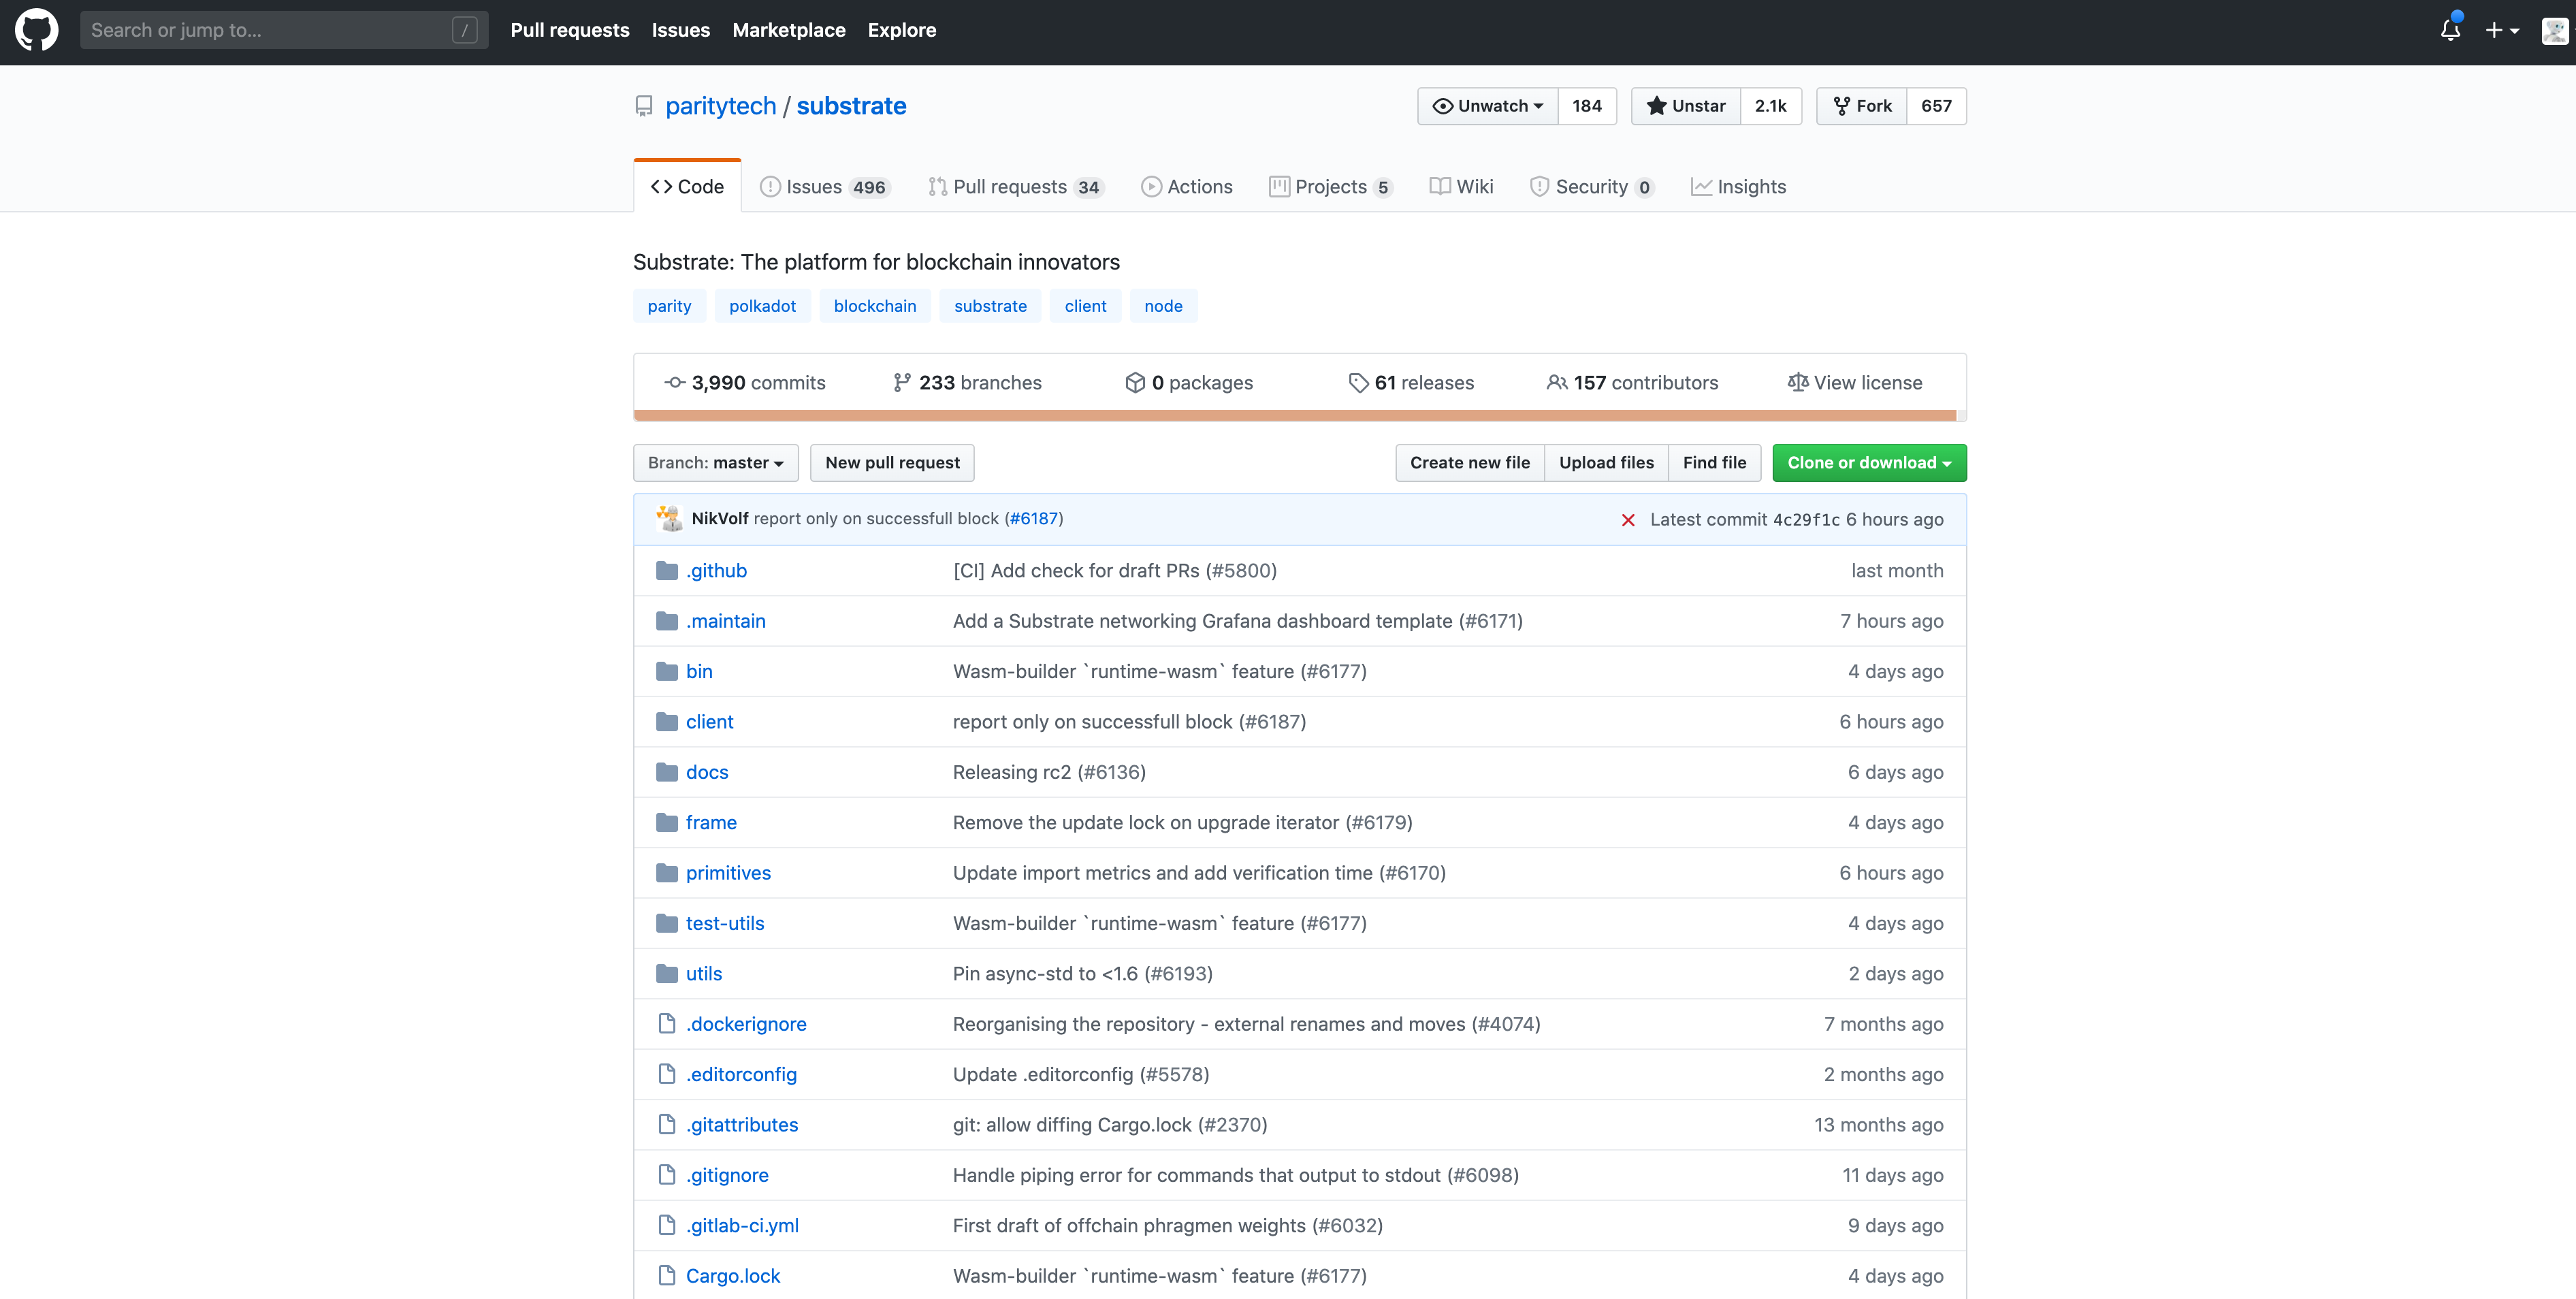 Search or jump to... / Pull requests Issues Marketplace Explore
paritytech / substrate Unwatch 184 Unstar 2.1k Fork 657
Code Issues 496 Pull requests 34 Actions Projects 5 Wiki Security 0 Insights
Substrate: The platform for blockchain innovators
parity polkadot blockchain substrate client node
3,990 commits 233 branches 0 packages 61 releases 157 contributors View license
Branch: master New pull request Create new file Upload files Find file Clone or download
NikVolf report only on successfull block (#6187) Latest commit 4c29f1c 6 hours ago
.github [CI] Add check for draft PRs (#5800) last month
.maintain Add a Substrate networking Grafana dashboard template (#6171) 7 hours ago
bin Wasm-builder `runtime-wasm` feature (#6177) 4 days ago
client report only on successfull block (#6187) 6 hours ago
docs Releasing rc2 (#6136) 6 days ago
frame Remove the update lock on upgrade iterator (#6179) 4 days ago
primitives Update import metrics and add verification time (#6170) 6 hours ago
test-utils Wasm-builder `runtime-wasm` feature (#6177) 4 days ago
utils Pin async-std to <1.6 (#6193) 2 days ago
.dockerignore Reorganising the repository - external renames and moves (#4074) 7 months ago
.editorconfig Update .editorconfig (#5578) 2 months ago
.gitattributes git: allow diffing Cargo.lock (#2370) 13 months ago
.gitignore Handle piping error for commands that output to stdout (#6098) 11 days ago
.gitlab-ci.yml First draft of offchain phragmen weights (#6032) 9 days ago
Cargo.lock Wasm-builder `runtime-wasm` feature (#6177) 4 days ago